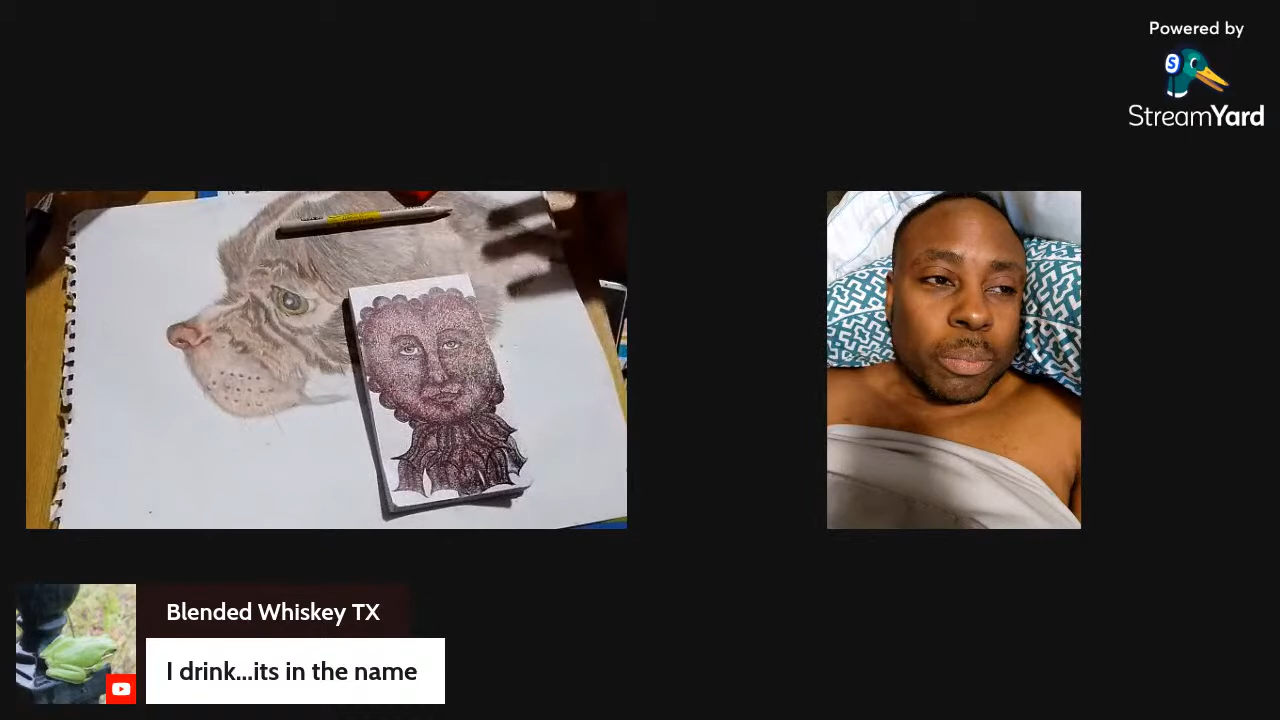 Powered by
S
StreamYard
Blended Whiskey TX
I drink...its in the name